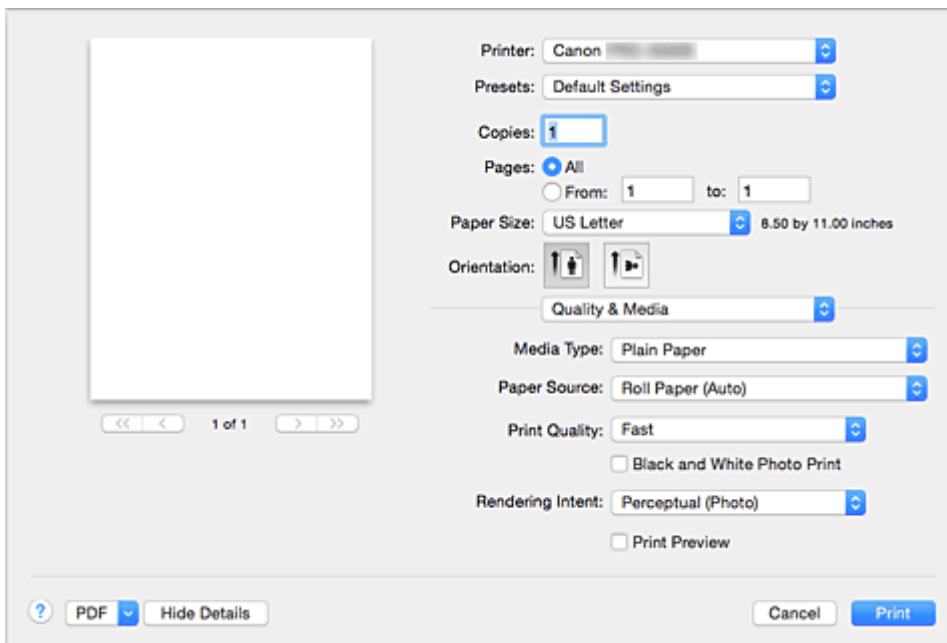 Printer: Canon
Presets: Default Settings
Copies: 1
Pages: All
From: 1 to: 1
Paper Size: US Letter 8.50 by 11.00 inches
Orientation:
Quality & Media
Media Type: Plain Paper
Paper Source: Roll Paper (Auto)
1 of 1
Print Quality: Fast
Black and White Photo Print
Rendering Intent: Perceptual (Photo)
Print Preview
? PDF Hide Details Cancel Print